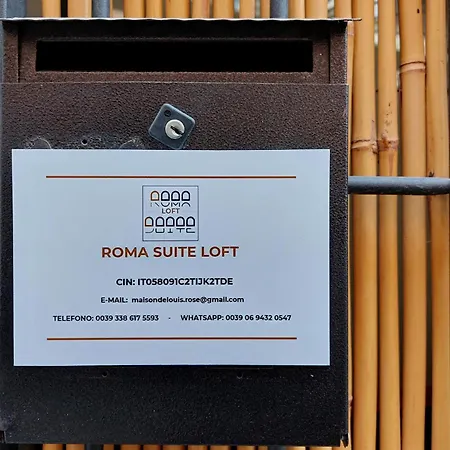 ROMA
LOFT
SUITE
ROMA SUITE LOFT
CIN: IT058091C2TIJK2TDE
E-MAIL: maisondelouis.rose@gmail.com
TELEFONO: 0039 338 617 5593 - WHATSAPP: 0039 06 9432 0547